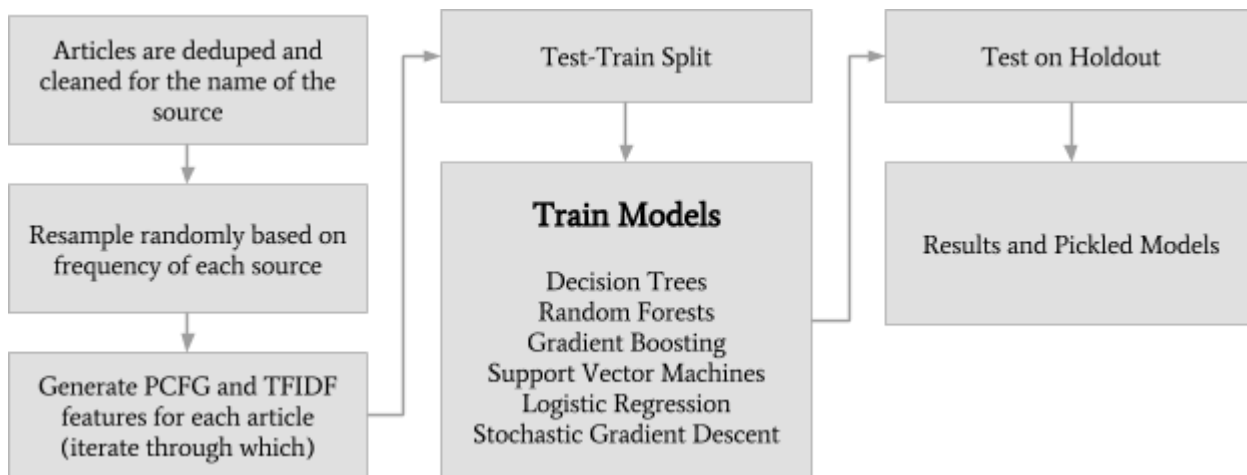 Articles are deduped and
cleaned for the name of the
source
Resample randomly based on
frequency of each source
Generate PCFG and TFIDF
features for each article
(iterate through which)
Test-Train Split
Train Models
Decision Trees
Random Forests
Gradient Boosting
Support Vector Machines
Logistic Regression
Stochastic Gradient Descent
Test on Holdout
Results and Pickled Models